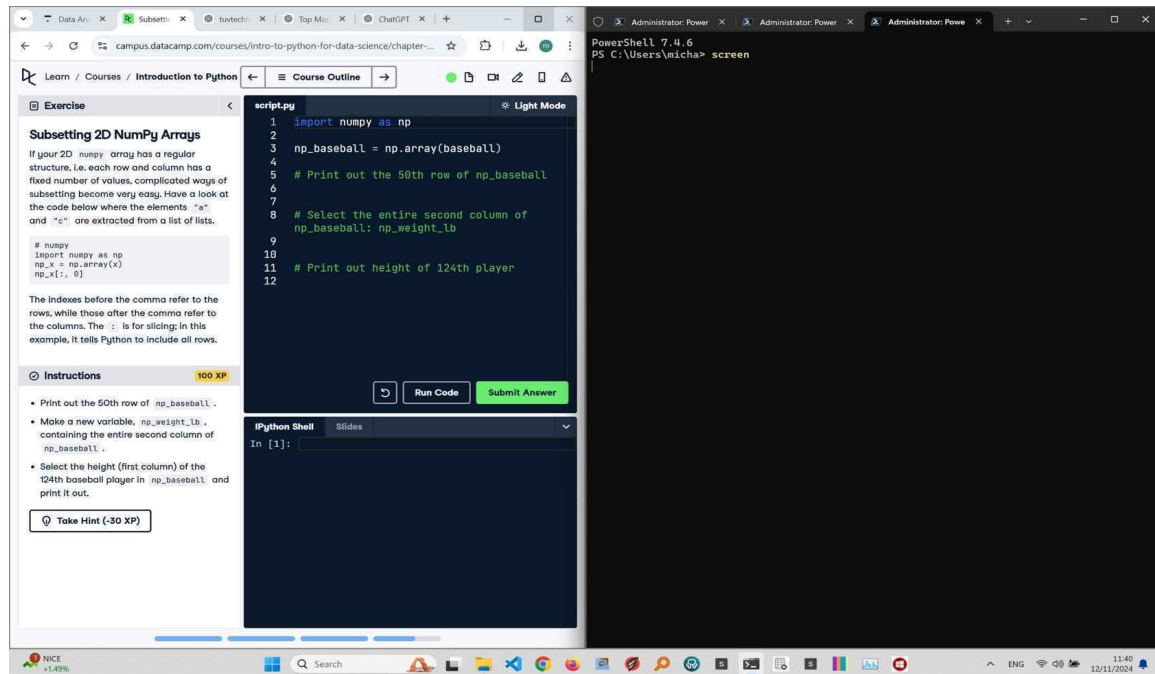 Data An
Subsetti
tuvtech
Top Mor
ChatGPT
campus.datacamp.com/courses/intro-to-python-for-data-science/chapter-...
m
Learn / Courses / Introduction to Python
Course Outline
Exercise
Subsetting 2D NumPy Arrays
If your 2D numpy array has a regular
structure, i.e. each row and column has a
fixed number of values, complicated ways of
subsetting become very easy. Have a look at
the code below where the elements "a"
and "c" are extracted from a list of lists.
# numpy
import numpy as np
np_x = np.array(x)
np_x[:, 0]
The indexes before the comma refer to the
rows, while those after the comma refer to
the columns. The : is for slicing; in this
example, it tells Python to include all rows.
Instructions
100 XP
• Print out the 50th row of np_baseball .
• Make a new variable, np_weight_lb ,
containing the entire second column of
np_baseball .
• Select the height (first column) of the
124th baseball player in np_baseball and
print it out.
Take Hint (-30 XP)
script.py
Light Mode
1 import numpy as np
2
3 np_baseball = np.array(baseball)
4
5 # Print out the 50th row of np_baseball
6
7
8 # Select the entire second column of
np_baseball: np_weight_lb
9
10
11 # Print out height of 124th player
12
Run Code
Submit Answer
IPython Shell
Slides
In [1]:
Administrator: Power
Administrator: Power
Administrator: Powe
PowerShell 7.4.6
PS C:\Users\micha> screen
1
NICE
+1.49%
Search
S
S
ENG
11:40
12/11/2024